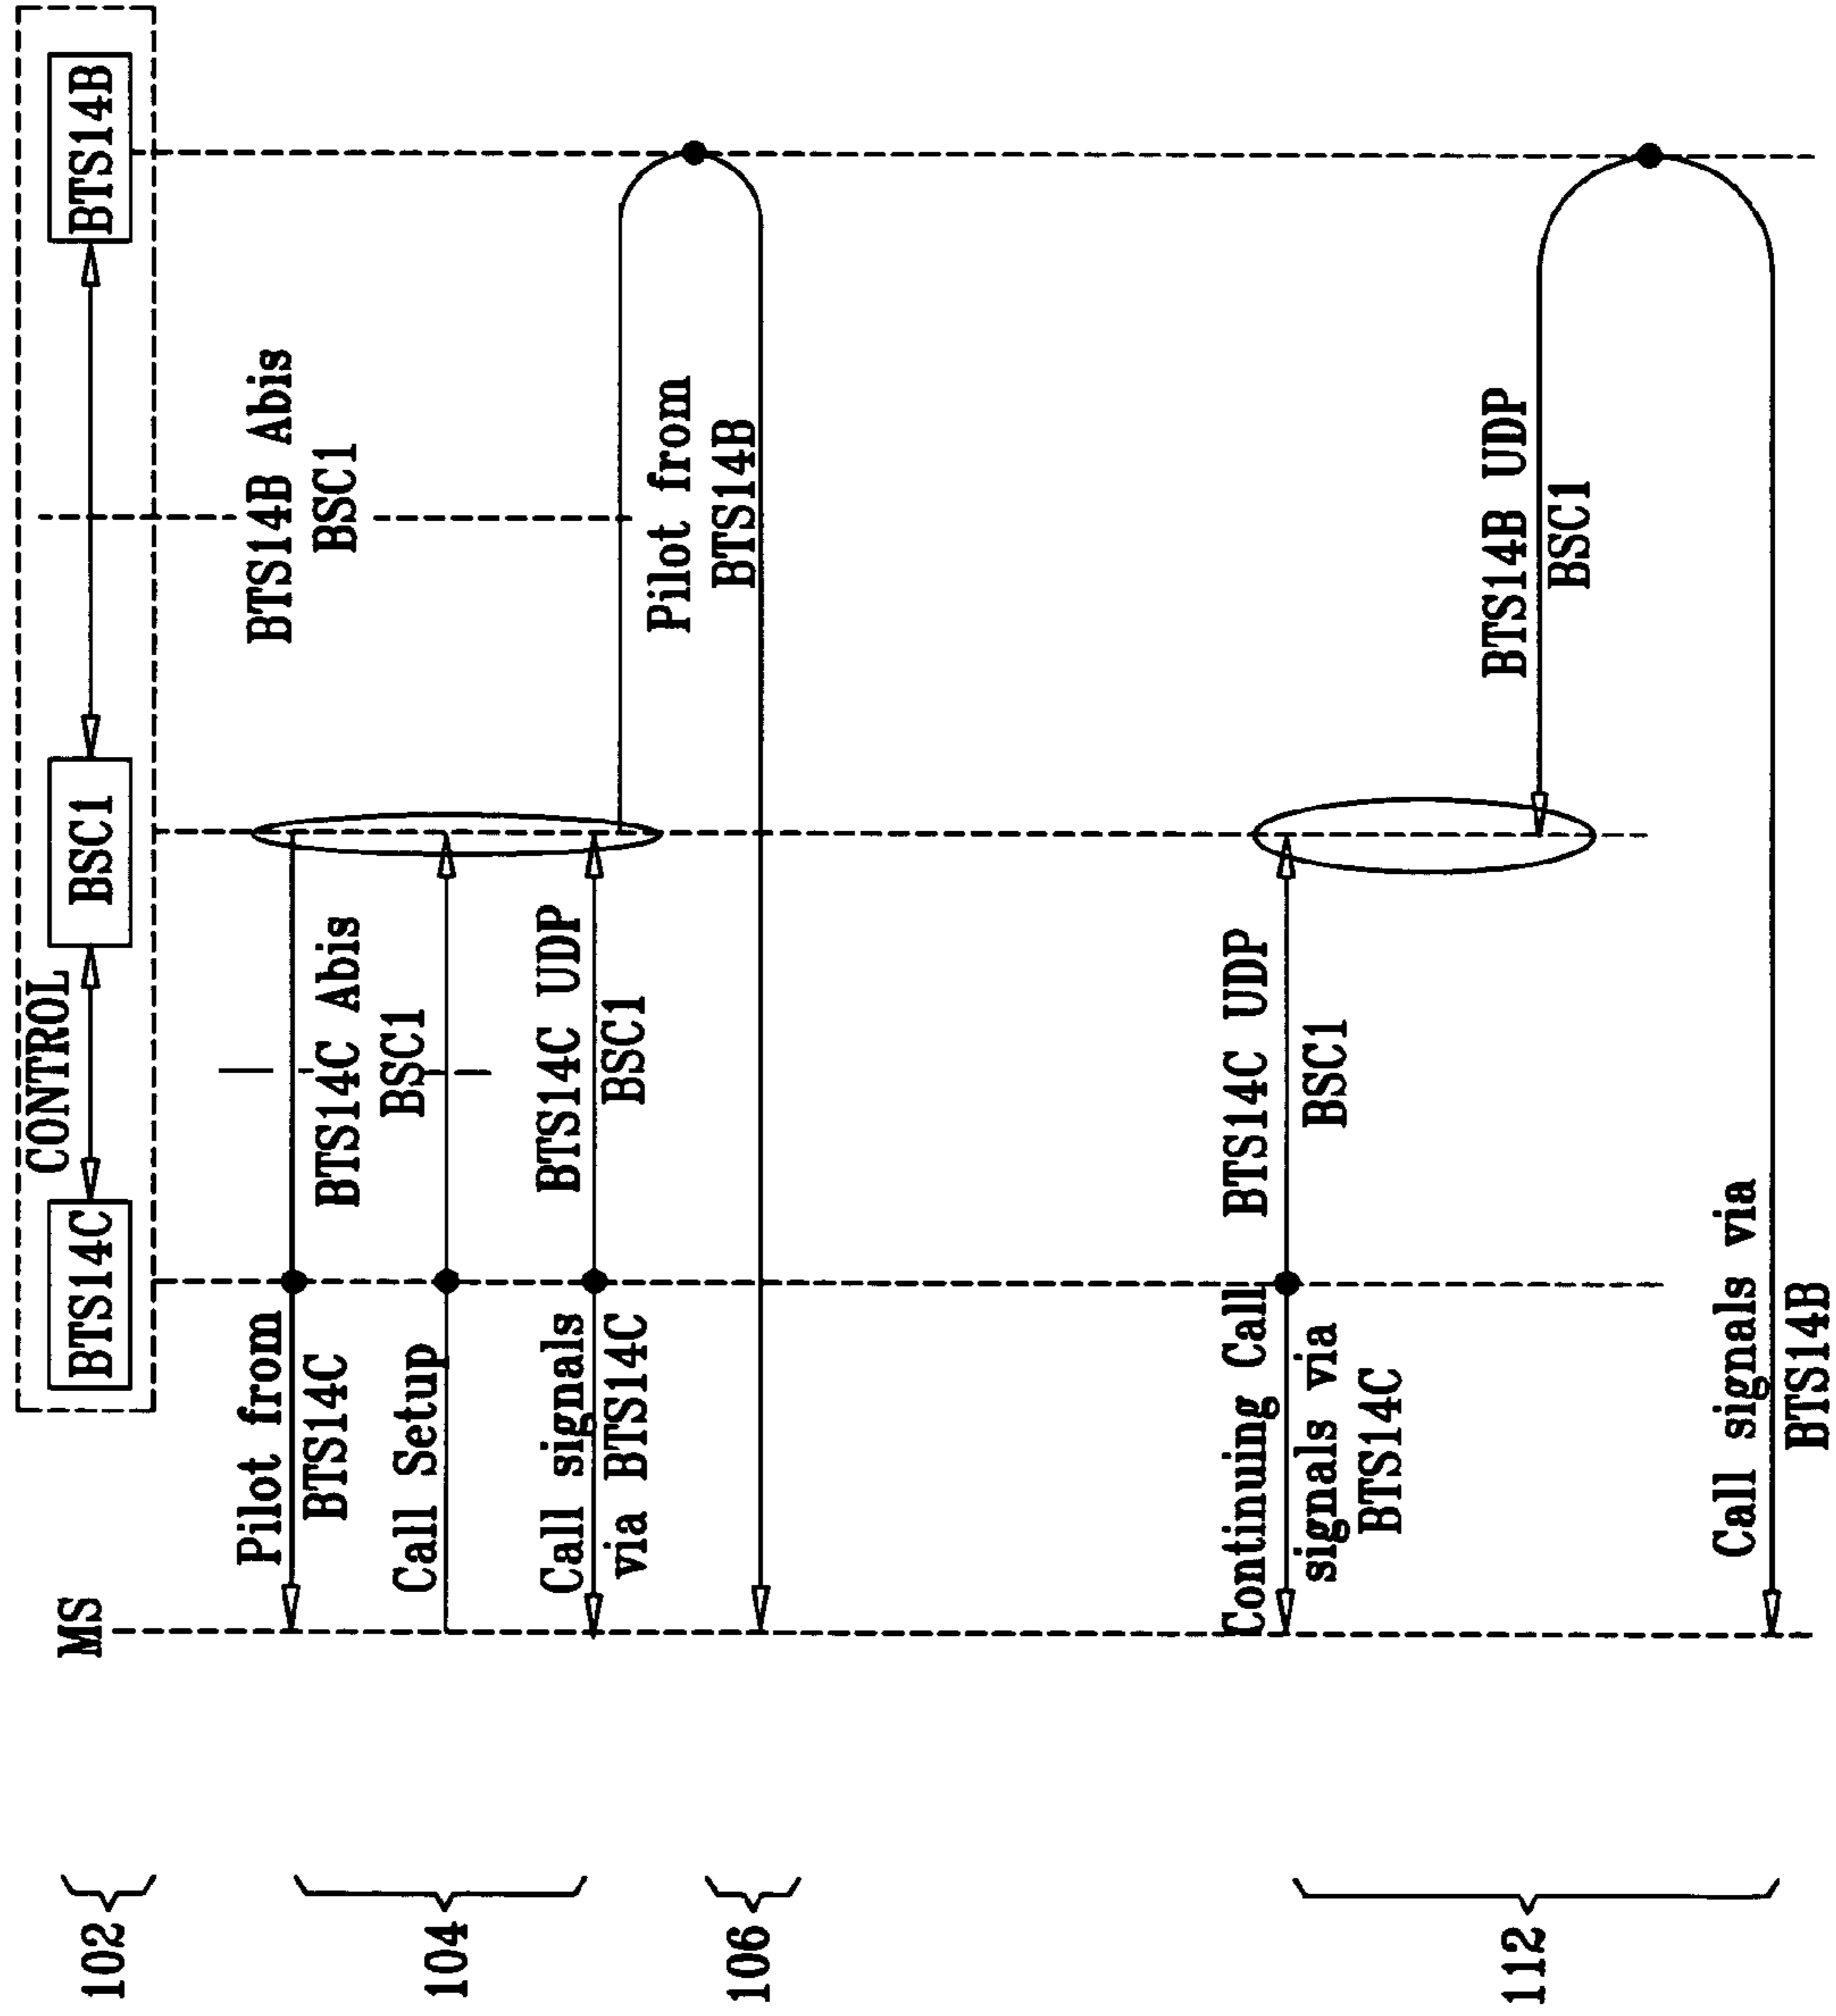 MS
BTS14C
CONTROL
BSC1
BTS14B
102
Pilot from
BTS14C
BTS14C Abis
BSC1
BTS14B Abis
BSC1
Call Setup
104
Call signals
via BTS14C
BTS14C UDP
BSC1
Pilot from
BTS14B
106
Continuing Call
signals via
BTS14C
BTS14C UDP
BSC1
BTS14B UDP
BSC1
112
Call signals via
BTS14B